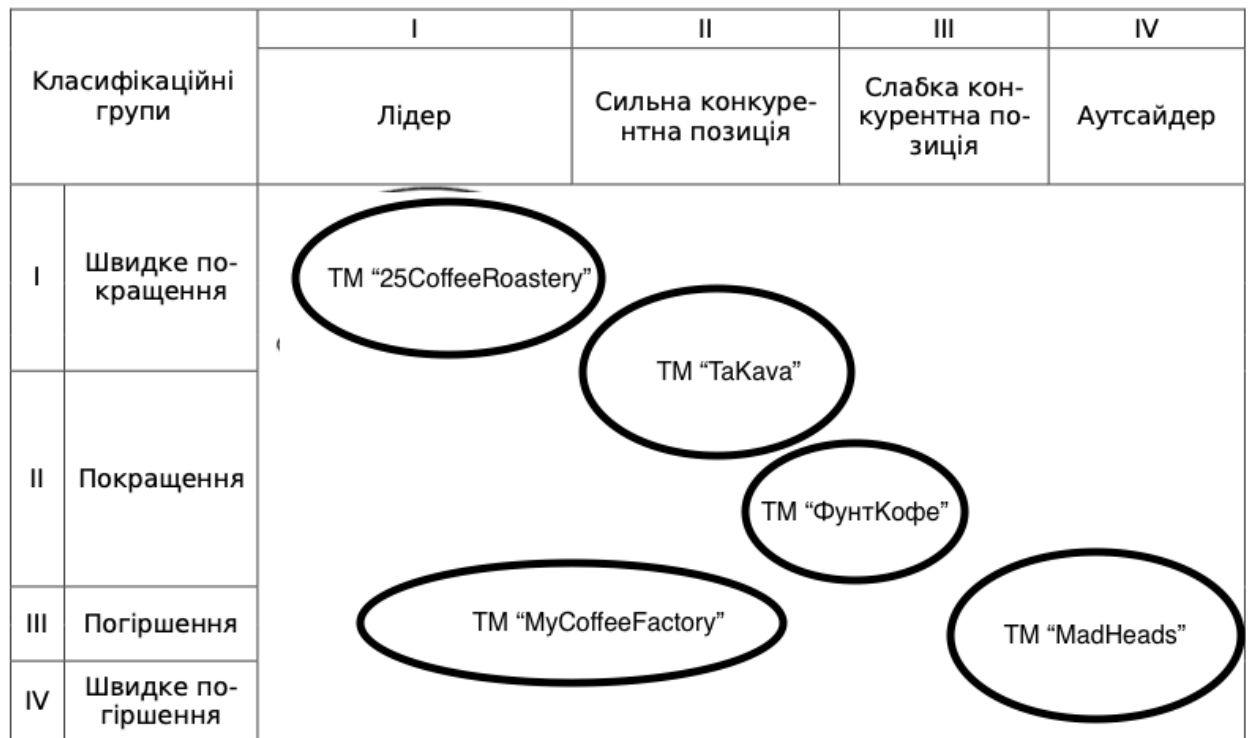 Класифікаційні
групи
I
II
III
IV
Лідер
Сильна конкуре-
нтна позиція
Слабка кон-
курентна по-
зиція
Аутсайдер
I
Швидке по-
кращення
II
Покращення
III
Погіршення
IV
Швидке по-
гіршення
ТМ “25CoffeeRoastery”
ТМ “TaKava”
ТМ “ФунтКофе”
ТМ “MyCoffeeFactory”
ТМ “MadHeads”